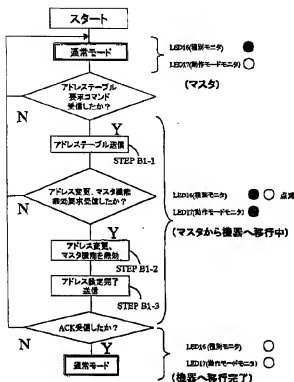 スタート
通常モード
LED16(種別モニタ)
LED17(動作モードモニタ)
(マスタ)
アドレステーブル
要求コマンド
受信したか?
N
Y
アドレステーブル送信
STEP B1-1
アドレス変更、マスタ機能
無効要求受信したか?
N
Y
LED16(種別モニタ) 点滅
LED17(動作モードモニタ)
(マスタから機器へ移行中)
アドレス変更、
マスタ機能を無効
STEP B1-2
アドレス設定完了
送信
STEP B1-3
ACK受信したか?
N
Y
通常モード
LED16(種別モニタ)
LED17(動作モードモニタ)
(機器へ移行完了)